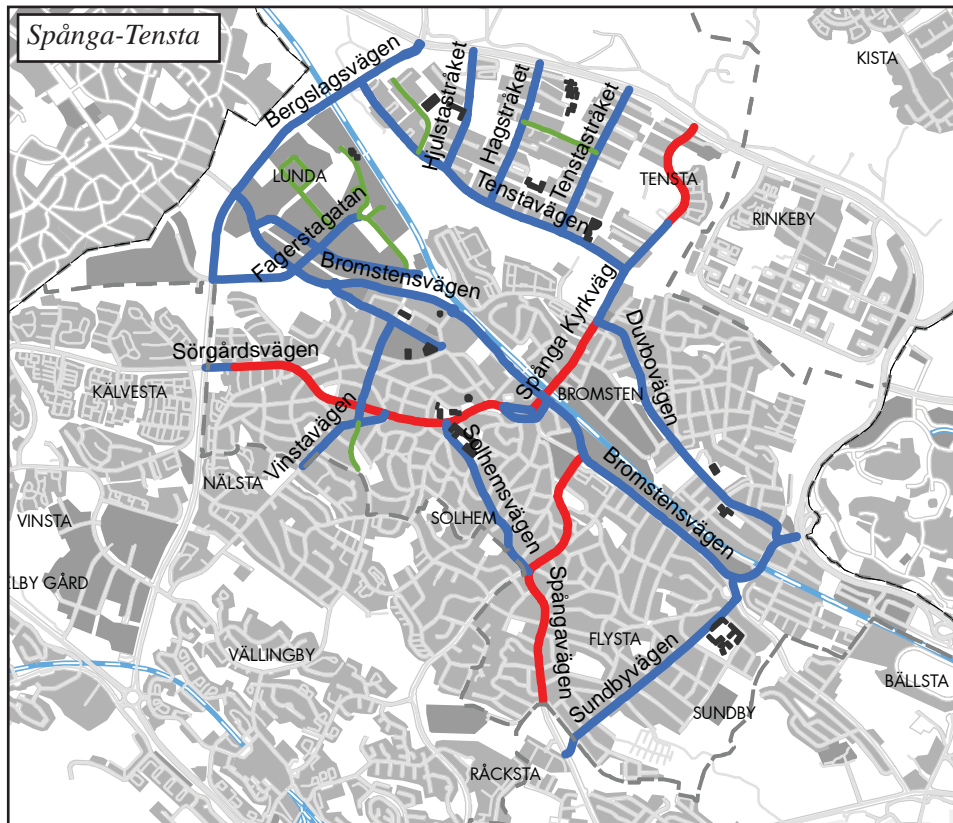 Spånga-Tensta
KISTA
Bergslagsvägen
Hjulstastråket
Hagstråket
Tenstastråket
LUNDA
TENSTA
Tenstavägen
RINKEBY
Fagerstagatan
Bromstensvägen
Spånga Kyrkväg
Duvbovägen
Sörgårdsvägen
KÄLVESTA
BROMSTEN
Vinstavägen
Solhemsvägen
NÄLSTA
Bromstensvägen
VINSTA
SOLHEM
ELBY GÅRD
Spångavägen
FLYSTA
VÄLLINGBY
Sundbyvägen
BÄLLSTA
SUNDBY
RÅCKSTA